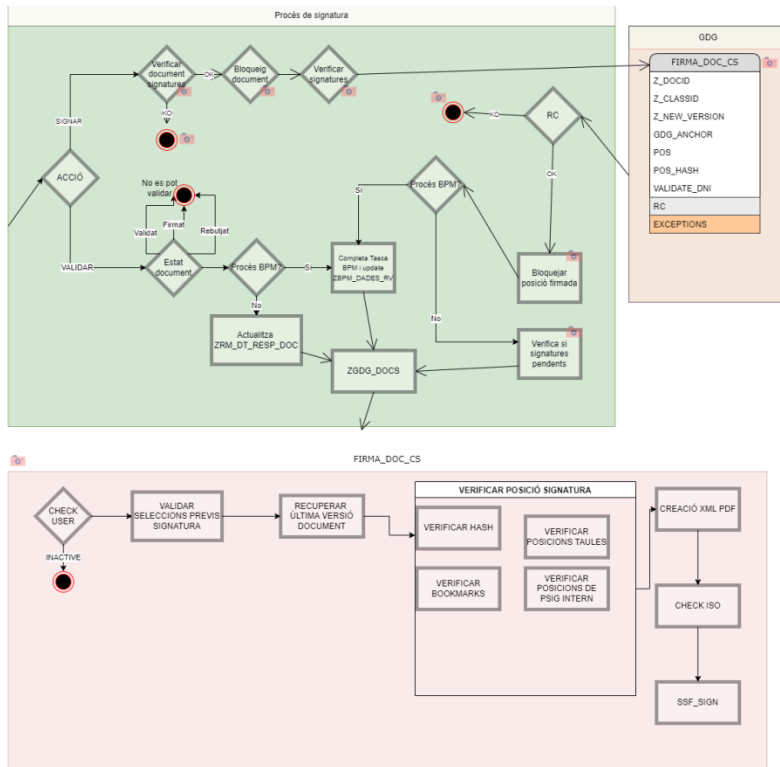 Procès de signatura
GDG
FIRMA_DOC_CS
Z_DOCID
Z_CLASSID
Z_NEW_VERSION
GDG_ANCHOR
POS
POS_HASH
VALIDATE_DNI
RC
EXCEPTIONS
Verificar
document
signatures
OK
Bloqueig
document
Verificar
signatures
KO
SIGNAR
ACCIÓ
VALIDAR
No es pot
validar
Validat
Firmat
Rebutjat
Estat
document
Procès BPM?
Si
No
Actualitza
ZRM_DT_RESP_DOC
Completa Tasca
BPM i update
ZBPM_DADES_RV
ZGDG_DOCS
KO
RC
OK
Procès BPM?
Si
No
Bloquejar
posició firmada
Verifica si
signatures
pendents
FIRMA_DOC_CS
CHECK
USER
INACTIVE
VALIDAR
SELECCIONS PREVIS
SIGNATURA
RECUPERAR
ÚLTIMA VERSIÓ
DOCUMENT
VERIFICAR POSICIÓ SIGNATURA
VERIFICAR HASH
VERIFICAR
POSICIONS TAULES
VERIFICAR
BOOKMARKS
VERIFICAR
POSICIONS DE
PSIG INTERN
CREACIÓ XML PDF
CHECK ISO
SSF_SIGN